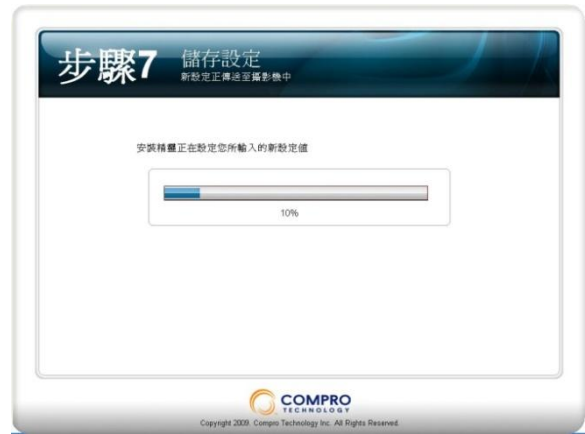 步驟7
儲存設定
新設定正傳送至攝影機中
安裝精靈正在設定您所輸入的新設定值
10%
COMPRO
TECHNOLOGY
Copyright 2009. Compro Technology Inc. All Rights Reserved.